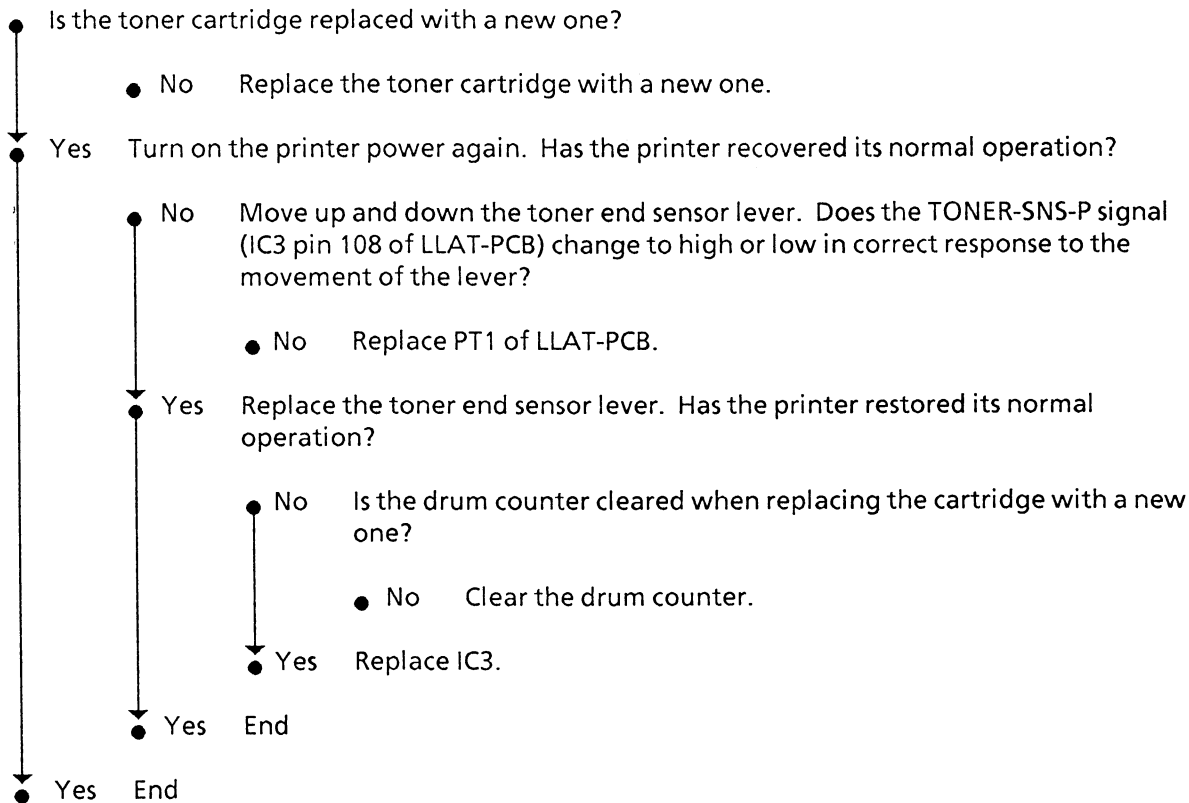 Is the toner cartridge replaced with a new one?
No Replace the toner cartridge with a new one.
Yes Turn on the printer power again. Has the printer recovered its normal operation?
No Move up and down the toner end sensor lever. Does the TONER-SNS-P signal
(IC3 pin 108 of LLAT-PCB) change to high or low in correct response to the
movement of the lever?
No Replace PT1 of LLAT-PCB.
Yes Replace the toner end sensor lever. Has the printer restored its normal
operation?
No Is the drum counter cleared when replacing the cartridge with a new
one?
No Clear the drum counter.
Yes Replace IC3.
Yes End
Yes End